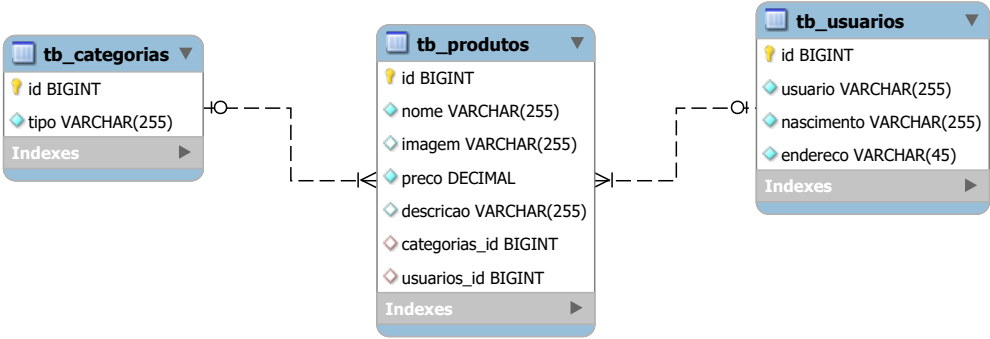 tb_categorias
id BIGINT
tipo VARCHAR(255)
Indexes
tb_produtos
id BIGINT
nome VARCHAR(255)
imagem VARCHAR(255)
preco DECIMAL
descricao VARCHAR(255)
categorias_id BIGINT
usuarios_id BIGINT
Indexes
tb_usuarios
id BIGINT
usuario VARCHAR(255)
nascimento VARCHAR(255)
endereco VARCHAR(45)
Indexes